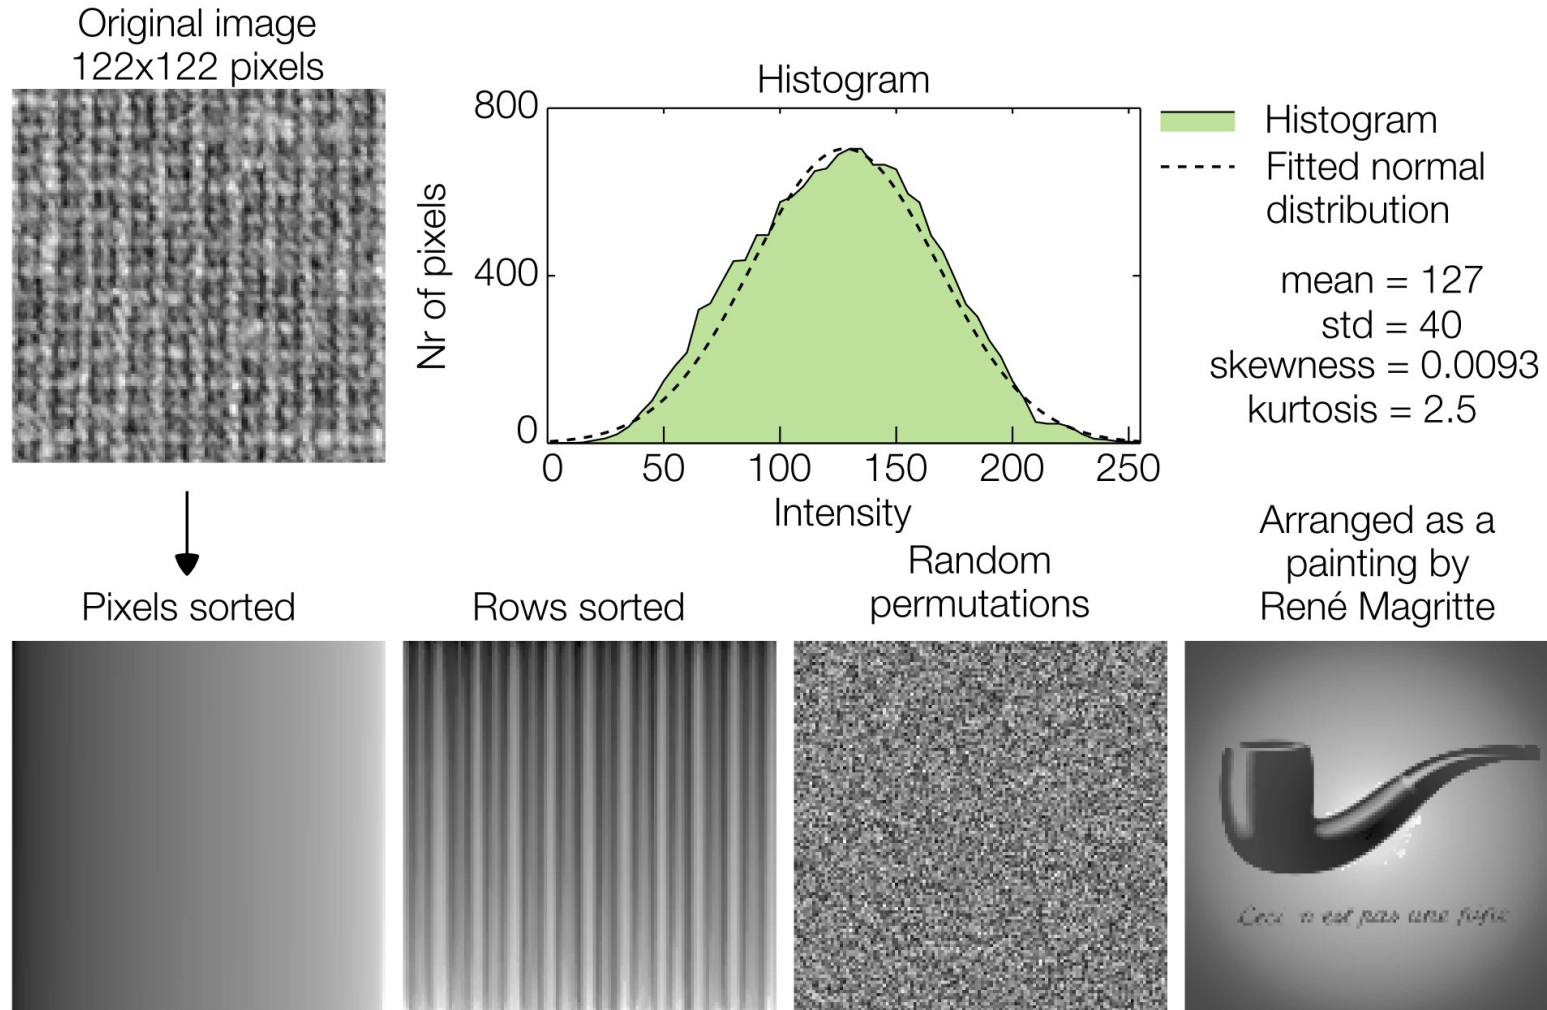 Original image
122x122 pixels
Histogram
800
400
0
Nr of pixels
0 50 100 150 200 250
Intensity
Histogram
Fitted normal
distribution
mean = 127
std = 40
skewness = 0.0093
kurtosis = 2.5
Pixels sorted
Rows sorted
Random
permutations
Arranged as a
painting by
René Magritte
Ceci n est pas une